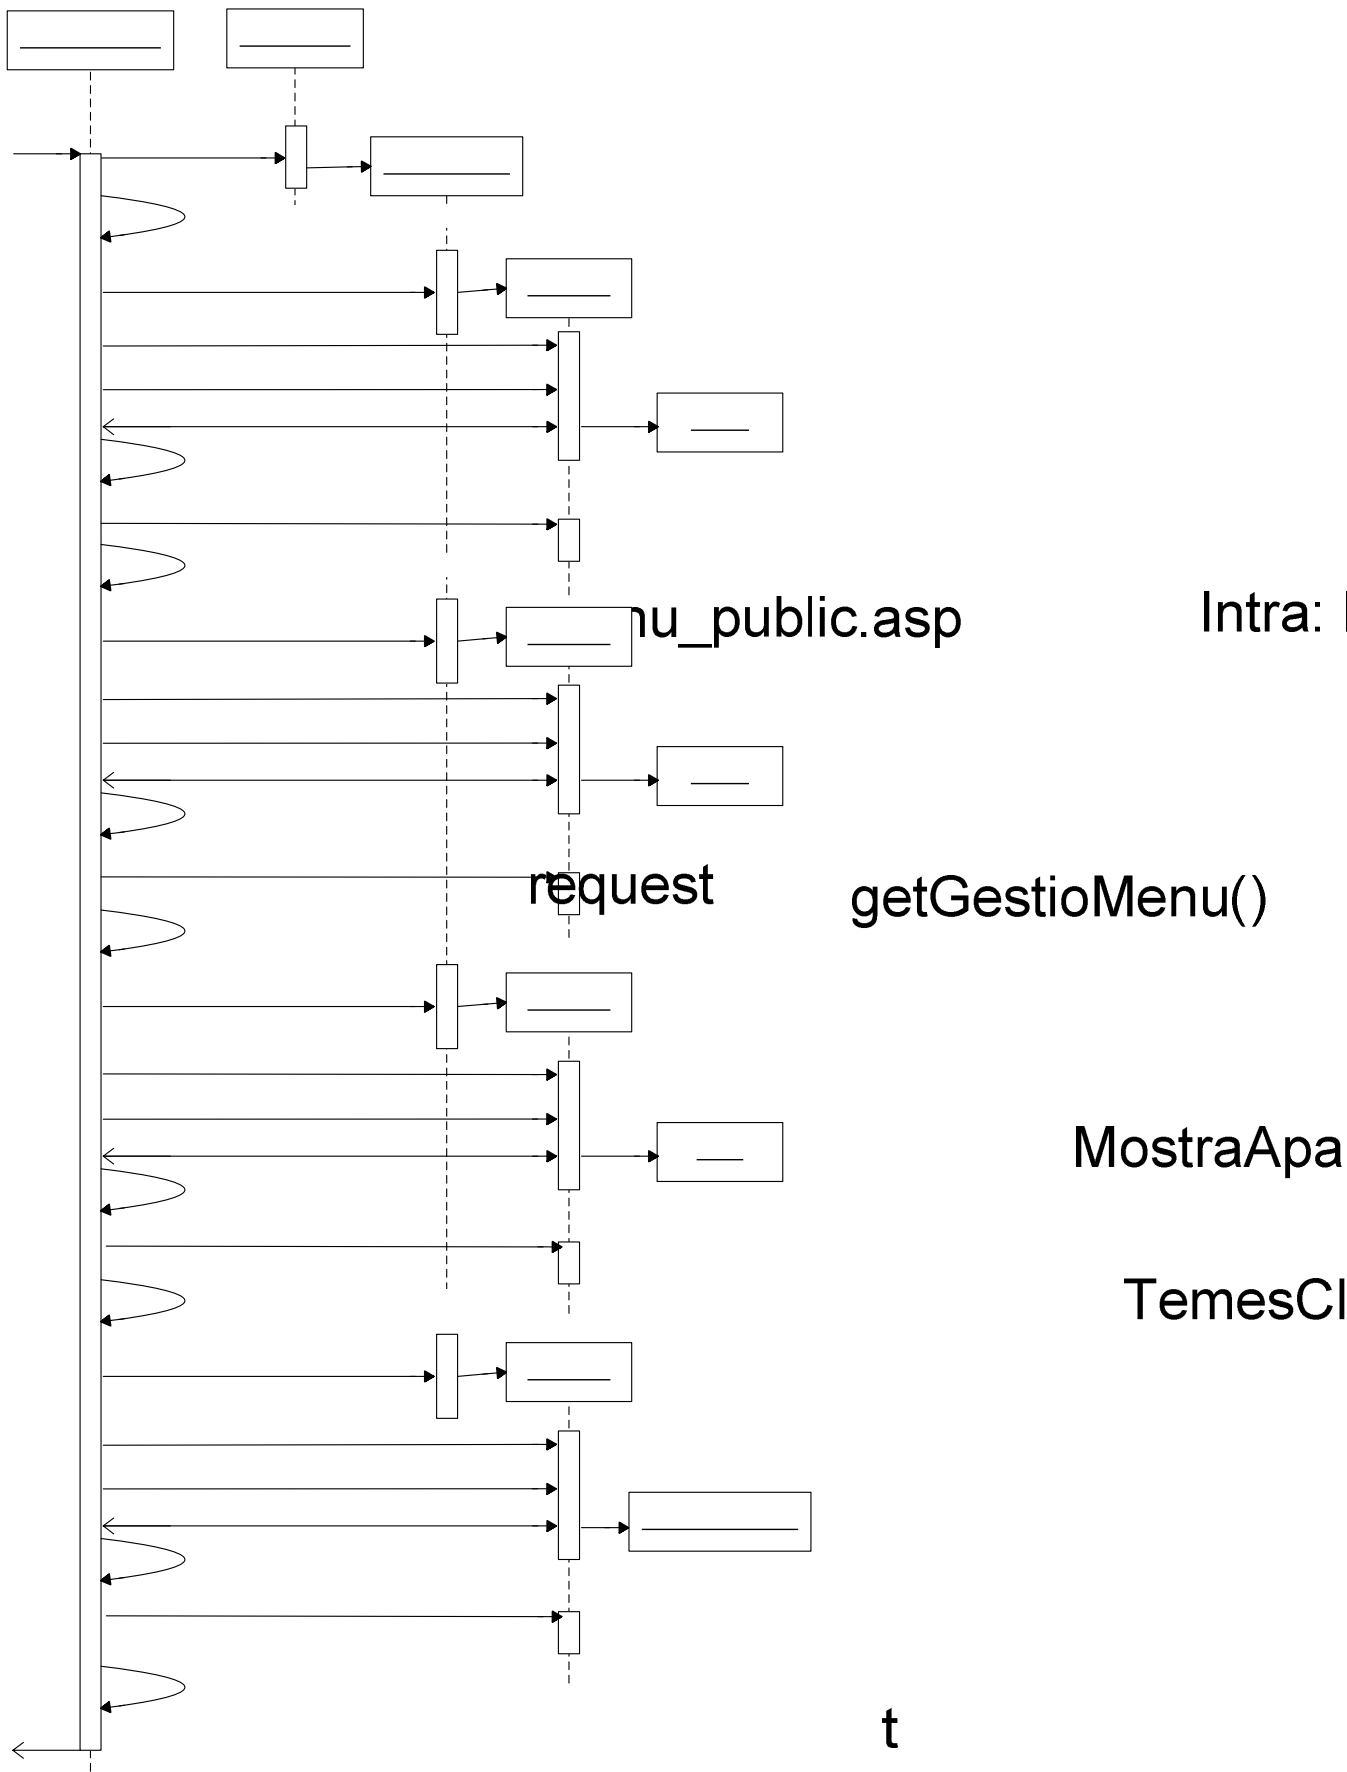 nu_public.asp
Intra:
request
getGestioMenu()
MostraApa
TemesCl
t